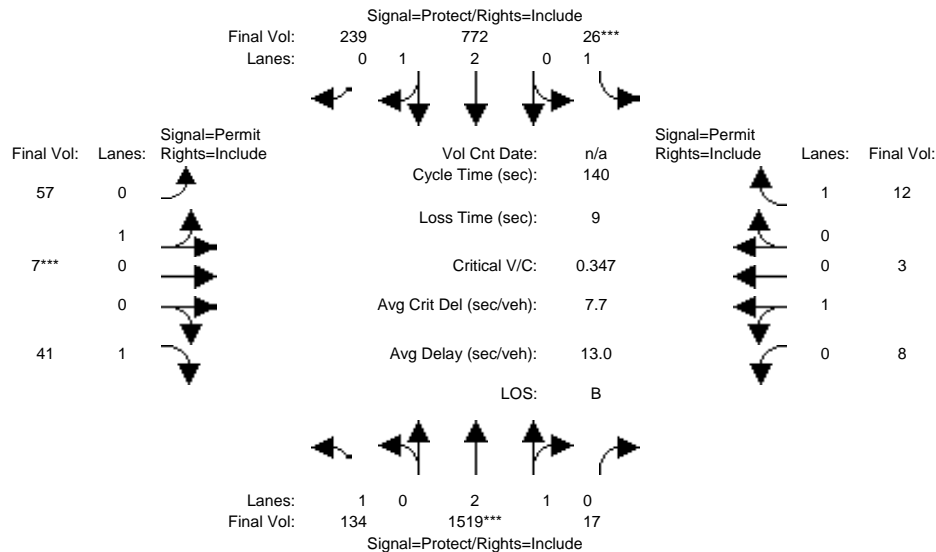 Signal=Protect/Rights=Include
Final Vol: 239 772 26***
Lanes: 0 1 2 0 1
Signal=Permit
Final Vol: Lanes: Rights=Include
Vol Cnt Date: n/a
Signal=Permit
Rights=Include Lanes: Final Vol:
Cycle Time (sec): 140
57 0
1 12
Loss Time (sec): 9
1
0
7*** 0
Critical V/C: 0.347
0 3
0
Avg Crit Del (sec/veh): 7.7
1
41 1
Avg Delay (sec/veh): 13.0
0 8
LOS: B
Lanes: 1 0 2 1 0
Final Vol: 134 1519*** 17
Signal=Protect/Rights=Include